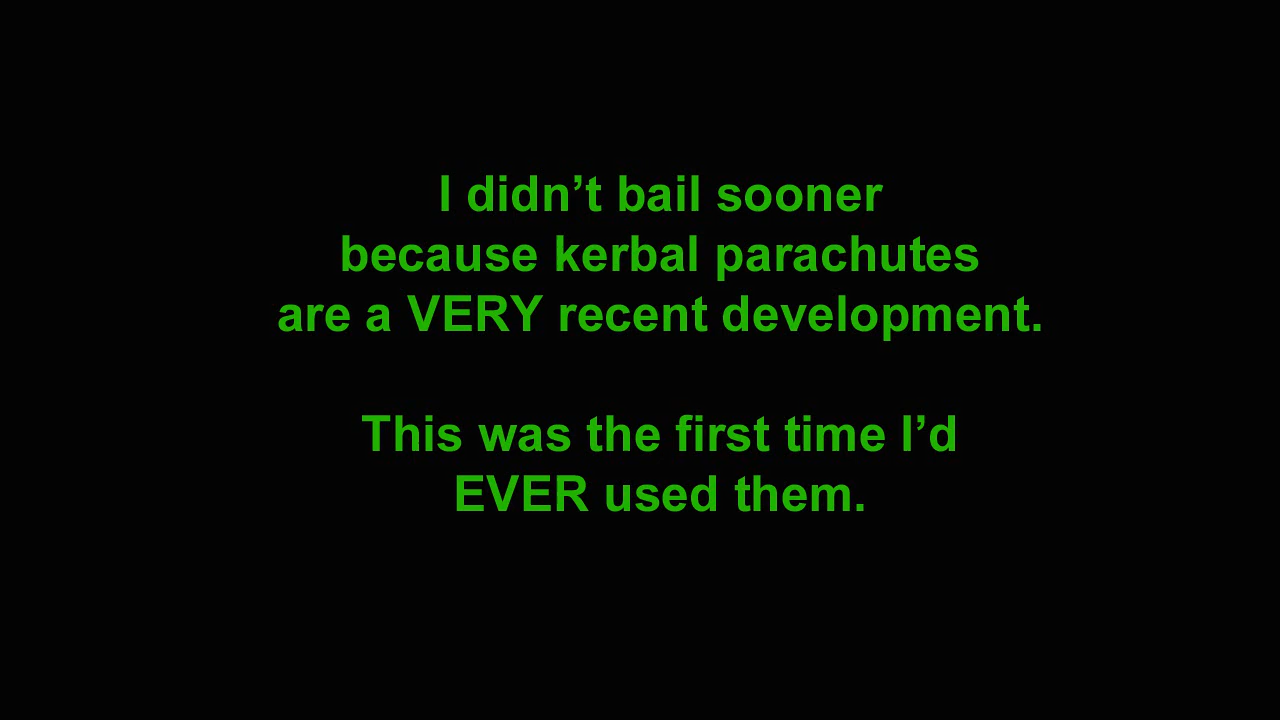 I didn’t bail sooner
because kerbal parachutes
are a VERY recent development.
This was the first time I’d
EVER used them.